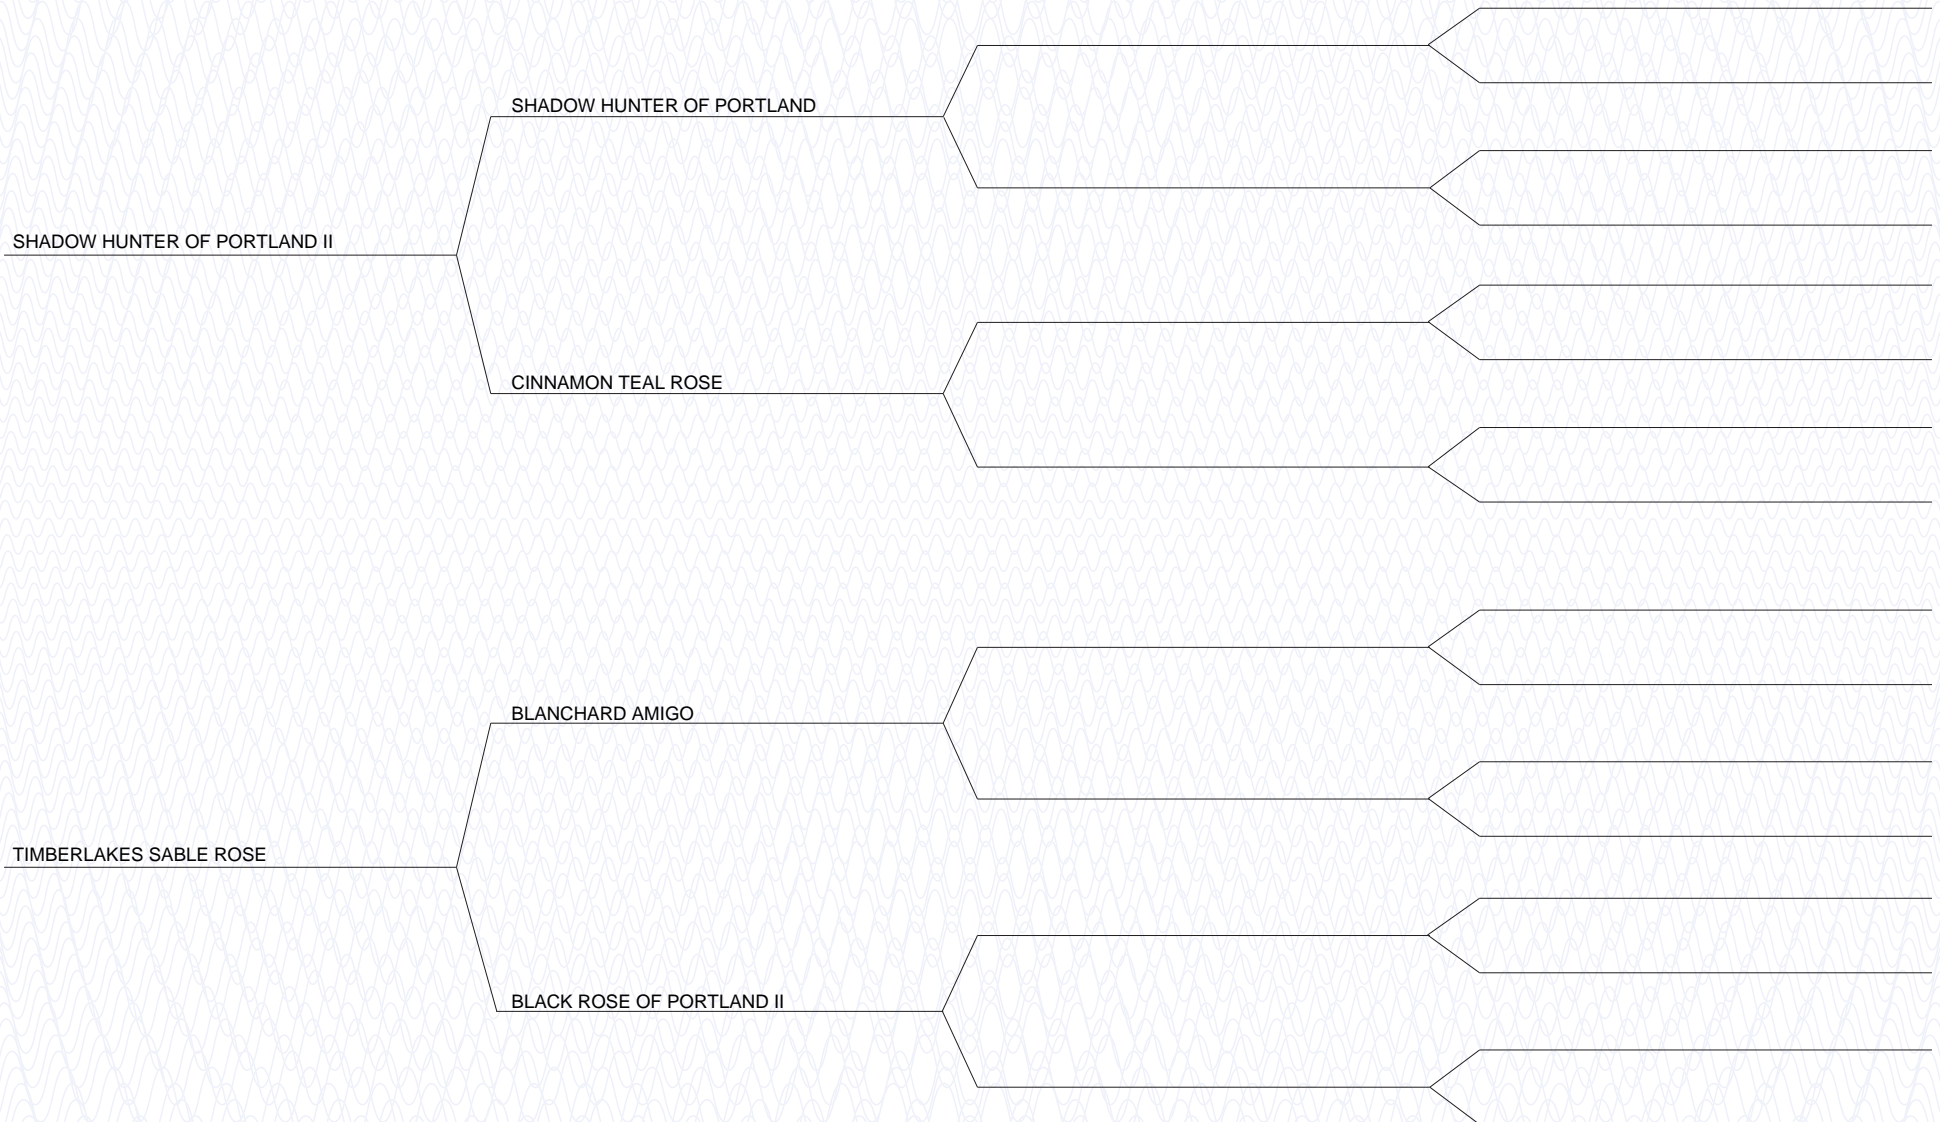 SHADOW HUNTER OF PORTLAND
SHADOW HUNTER OF PORTLAND II
CINNAMON TEAL ROSE
BLANCHARD AMIGO
TIMBERLAKES SABLE ROSE
BLACK ROSE OF PORTLAND II